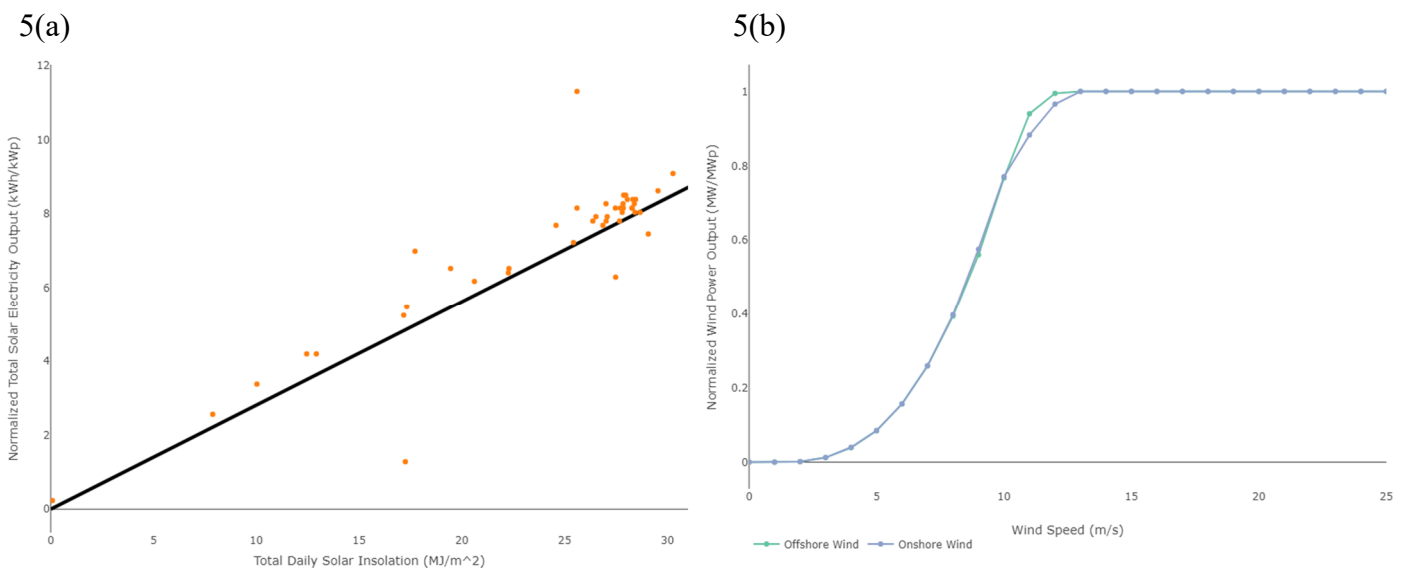 5(a)
Normalized Total Solar Electricity Output (kWh/kWp)
12
10
8
6
4
2
0
0 5 10 15 20 25 30
Total Daily Solar Insolation (MJ/m^2)
5(b)
Normalized Wind Power Output (MW/MWp)
1
0.8
0.6
0.4
0.2
0
0 5 10 15 20 25
Wind Speed (m/s)
Offshore Wind Onshore Wind